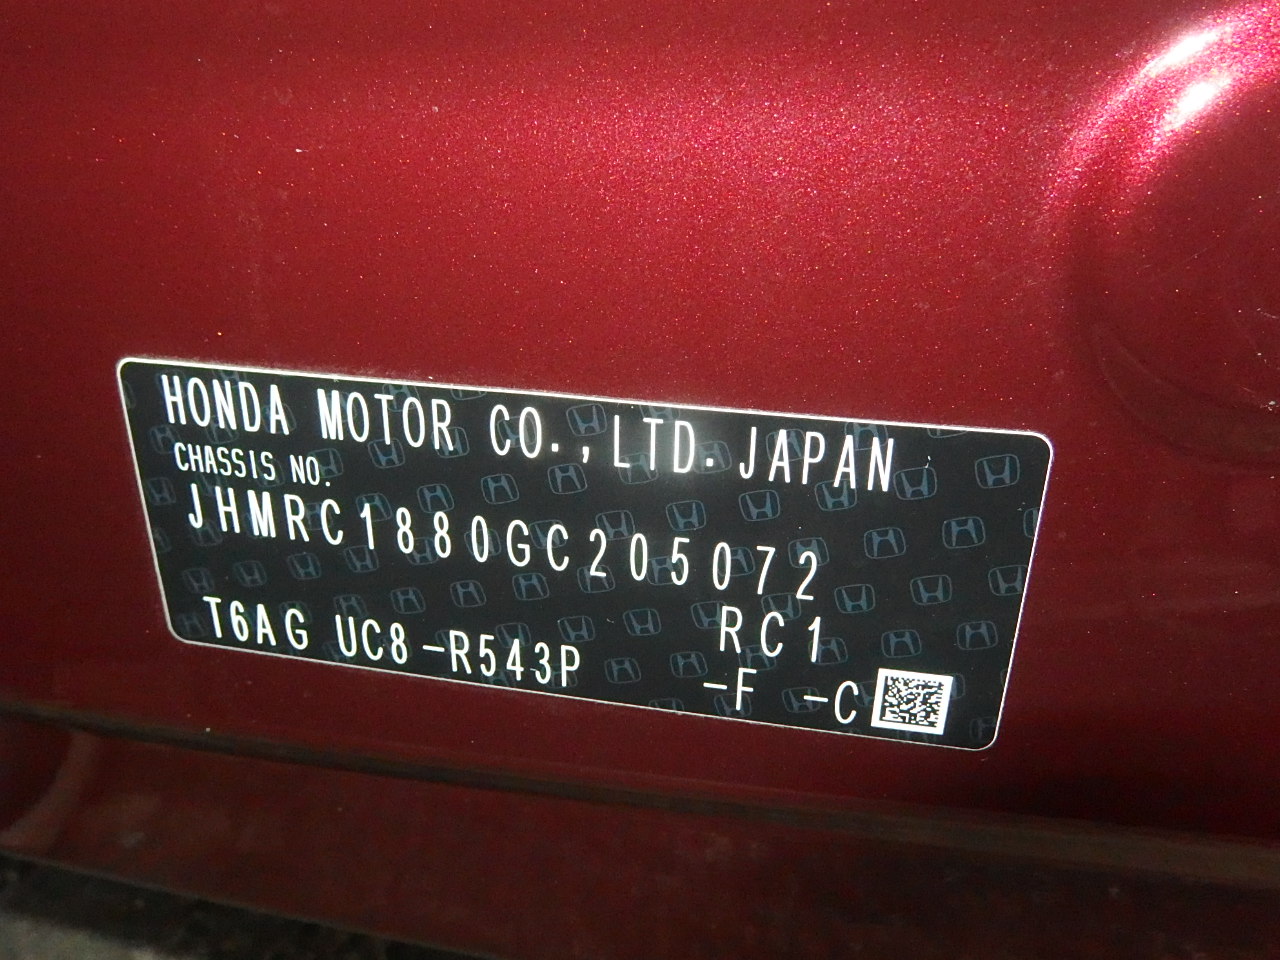 HONDA MOTOR CO.,LTD. JAPAN
CHASSIS NO.
JHMRC1880GC205072
RC1
T6AG UC8-R543P -F -C